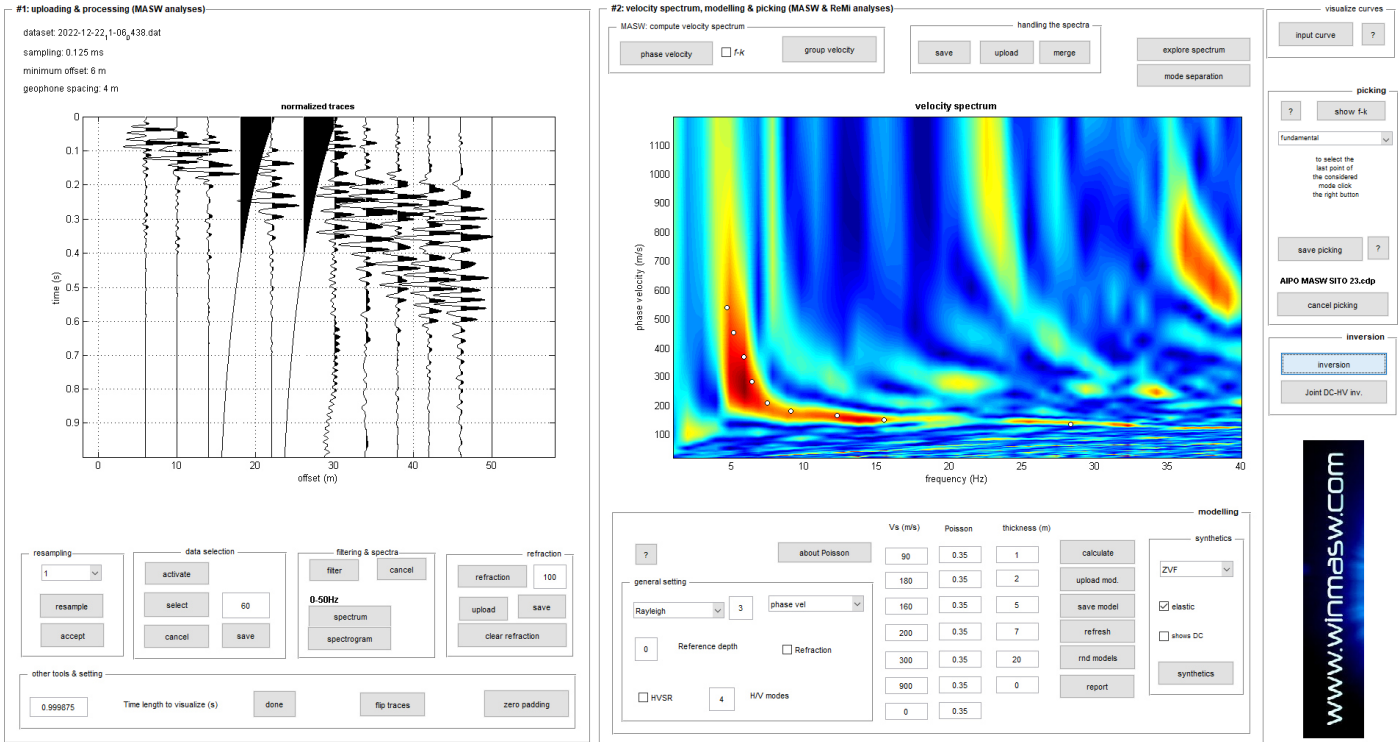 #1: uploading & processing (MASW analyses)
dataset: 2022-12-22,1-06p438.dat
sampling: 0.125 ms
minimum offset: 6 m
geophone spacing: 4 m
normalized traces
0
0.1
0.2
0.3
0.4
0.5
0.6
0.7
0.8
0.9
time (s)
0 10 20 30 40 50
offset (m)
resampling
1
resample
accept
data selection
activate
select 60
cancel save
filtering & spectra
filter cancel
0-50Hz
spectrum
spectrogram
refraction
refraction 100
upload save
clear refraction
other tools & setting
0.999875 Time length to visualize (s) done flip traces zero padding
#2: velocity spectrum, modelling & picking (MASW & ReMi analyses)
MASW: compute velocity spectrum
phase velocity f-k group velocity
handling the spectra
save upload merge
explore spectrum
mode separation
velocity spectrum
1100
1000
900
800
700
600
500
400
300
200
100
phase velocity (m/s)
5 10 15 20 25 30 35 40
frequency (Hz)
modelling
? about Poisson
general setting
Rayleigh 3 phase vel
0 Reference depth Refraction
HVSR 4 H/V modes
Vs (m/s) Poisson thickness (m)
90 0.35 1
180 0.35 2
160 0.35 5
200 0.35 7
300 0.35 20
900 0.35 0
0 0.35
calculate
upload mod.
save model
refresh
rnd models
report
synthetics
ZVF
elastic
shows DC
synthetics
visualize curves
input curve ?
picking
? show f-k
fundamental
to select the
last point of
the considered
mode click
the right button
save picking ?
AIPO MASW SITO 23.cdp
cancel picking
inversion
inversion
Joint DC-HV inv.
www.winmasw.com